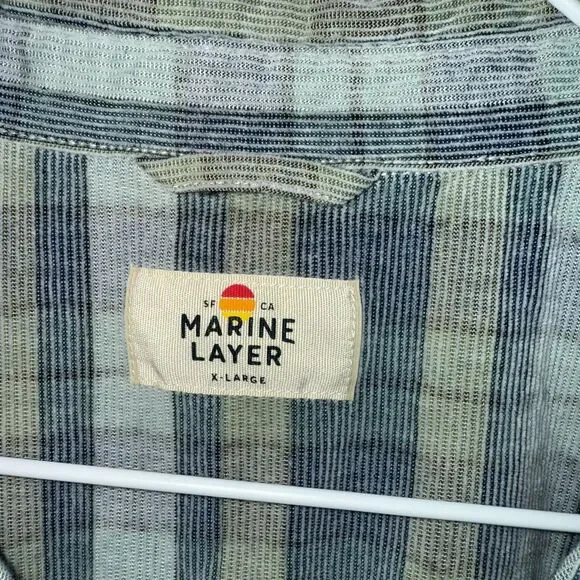 SF CA
MARINE
LAYER
X-LARGE